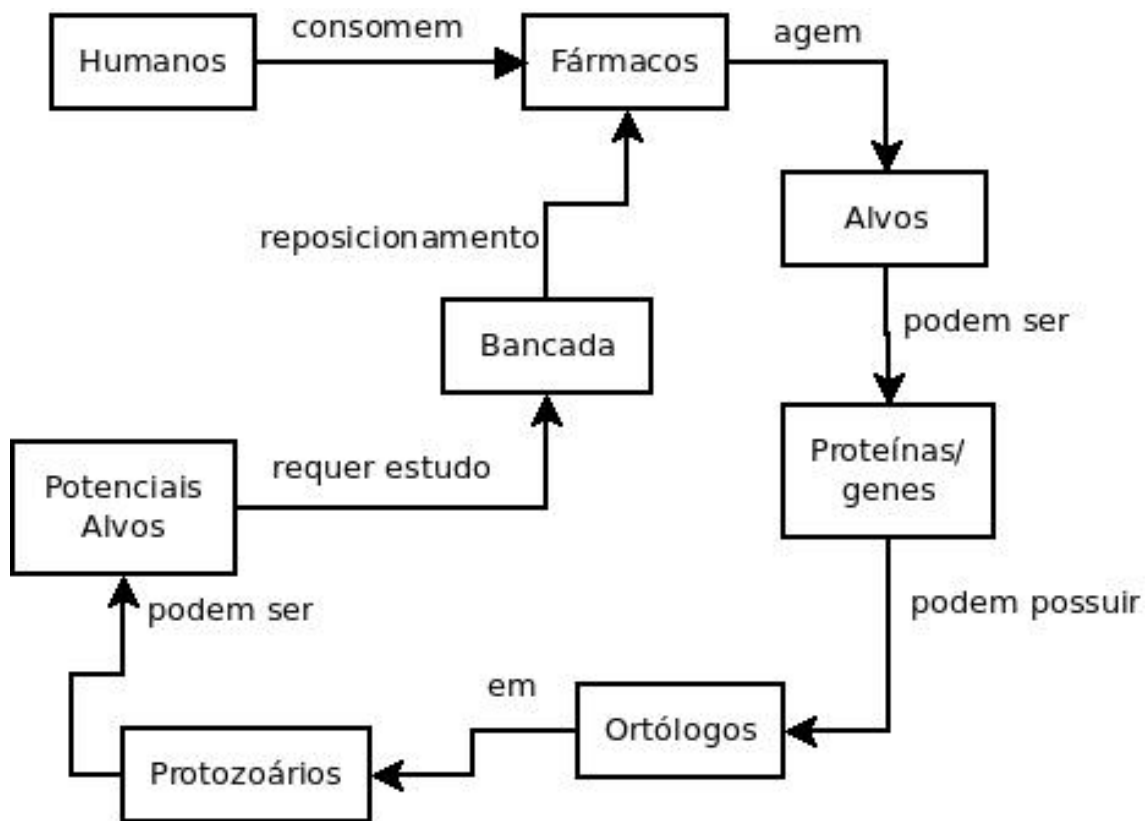 Humanos
consomem
Fármacos
agem
Alvos
podem ser
Proteínas/
genes
podem possuir
Ortólogos
em
Protozoários
podem ser
Potenciais
Alvos
requer estudo
Bancada
reposicionamento